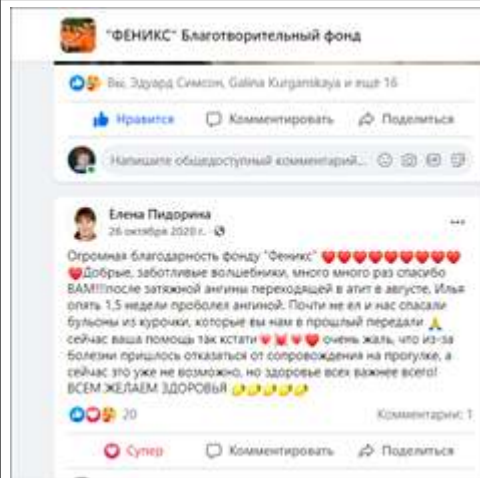 "ФЕНИКС" Благотворительный фонд
Вы, Эдуард Симсон, Galina Kurganskaya и ещё 16
Нравится Комментировать Поделиться
Напишите общедоступный комментарий...
Елена Пидорина
26 октября 2020 г.
Огромная благодарность фонду "Феникс" ❤❤❤❤❤❤❤❤❤
❤Добрые, заботливые волшебники, много много раз спасибо
ВАМ!!!!после затяжной ангины переходящей в атит в августе. Илья
опять 1,5 недели проболел ангиной. Почти не ел и нас спасали
бульоны из курочки, которые вы нам в прошлый передали 🙏
сейчас ваша помощь так кстати очень жаль, что из-за
болезни пришлось отказаться от сопровождения на прогулке, а
сейчас это уже не возможно, но здоровье всех важнее всего!
ВСЕМ ЖЕЛАЕМ ЗДОРОВЬЯ 🍋🍋🍋🍋🍋
20 Комментарии: 1
Супер Комментировать Поделиться